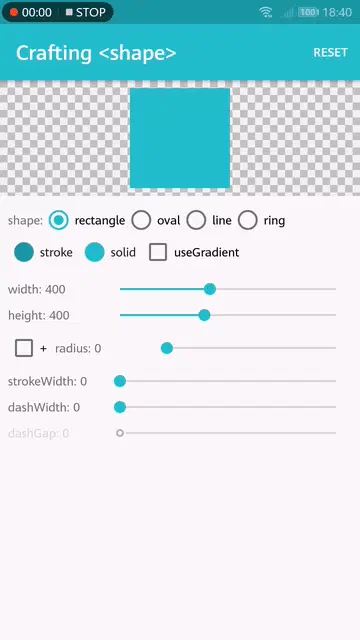 00:00 STOP 100 18:40
Crafting <shape> RESET
shape: rectangle oval line ring
stroke solid useGradient
width: 400
height: 400
+ radius: 0
strokeWidth: 0
dashWidth: 0
dashGap: 0